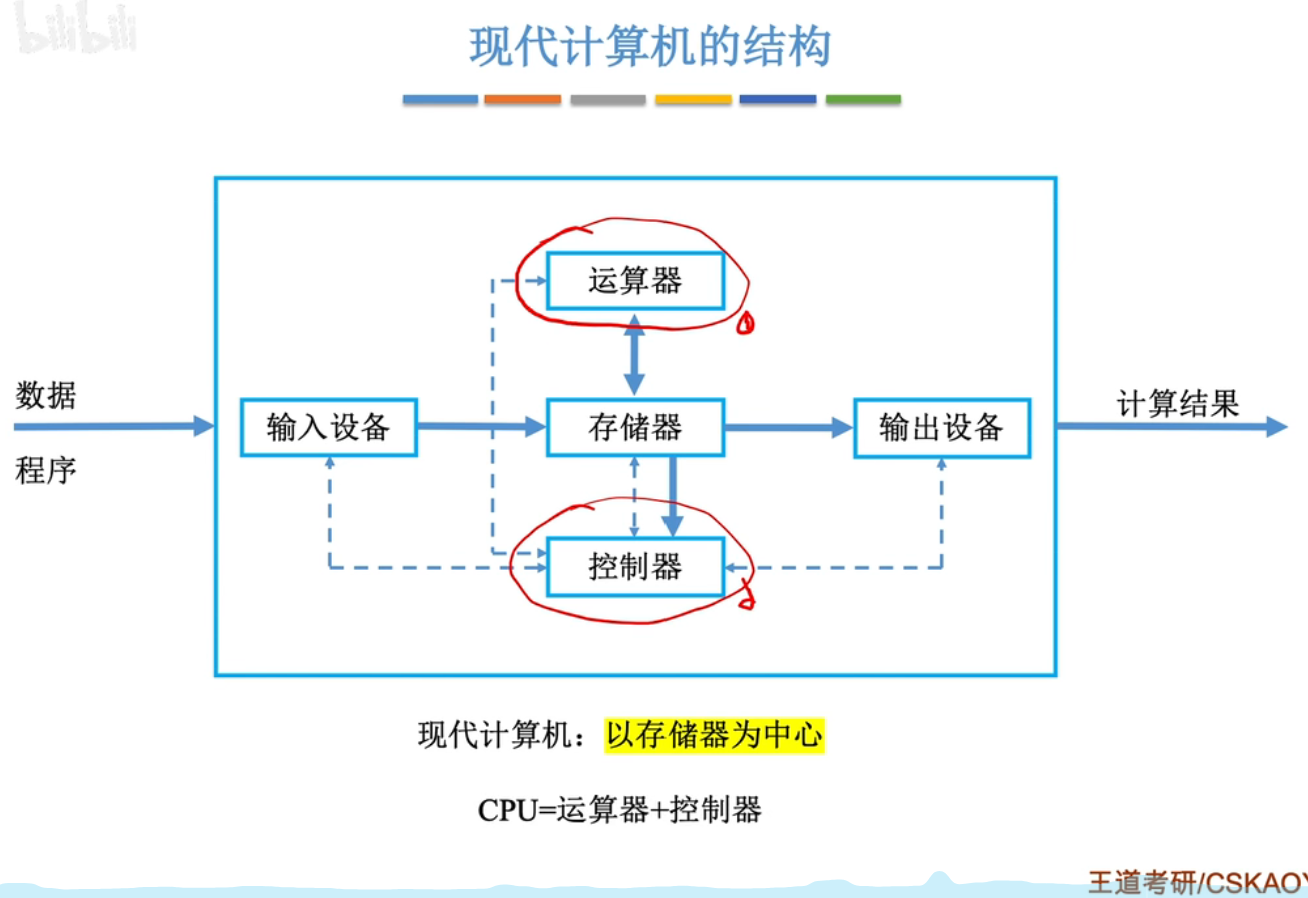 bilibili
现代计算机的结构
运算器
数据
程序
输入设备
存储器
输出设备
计算结果
控制器
现代计算机：以存储器为中心
CPU=运算器+控制器
王道考研/CSKAOY